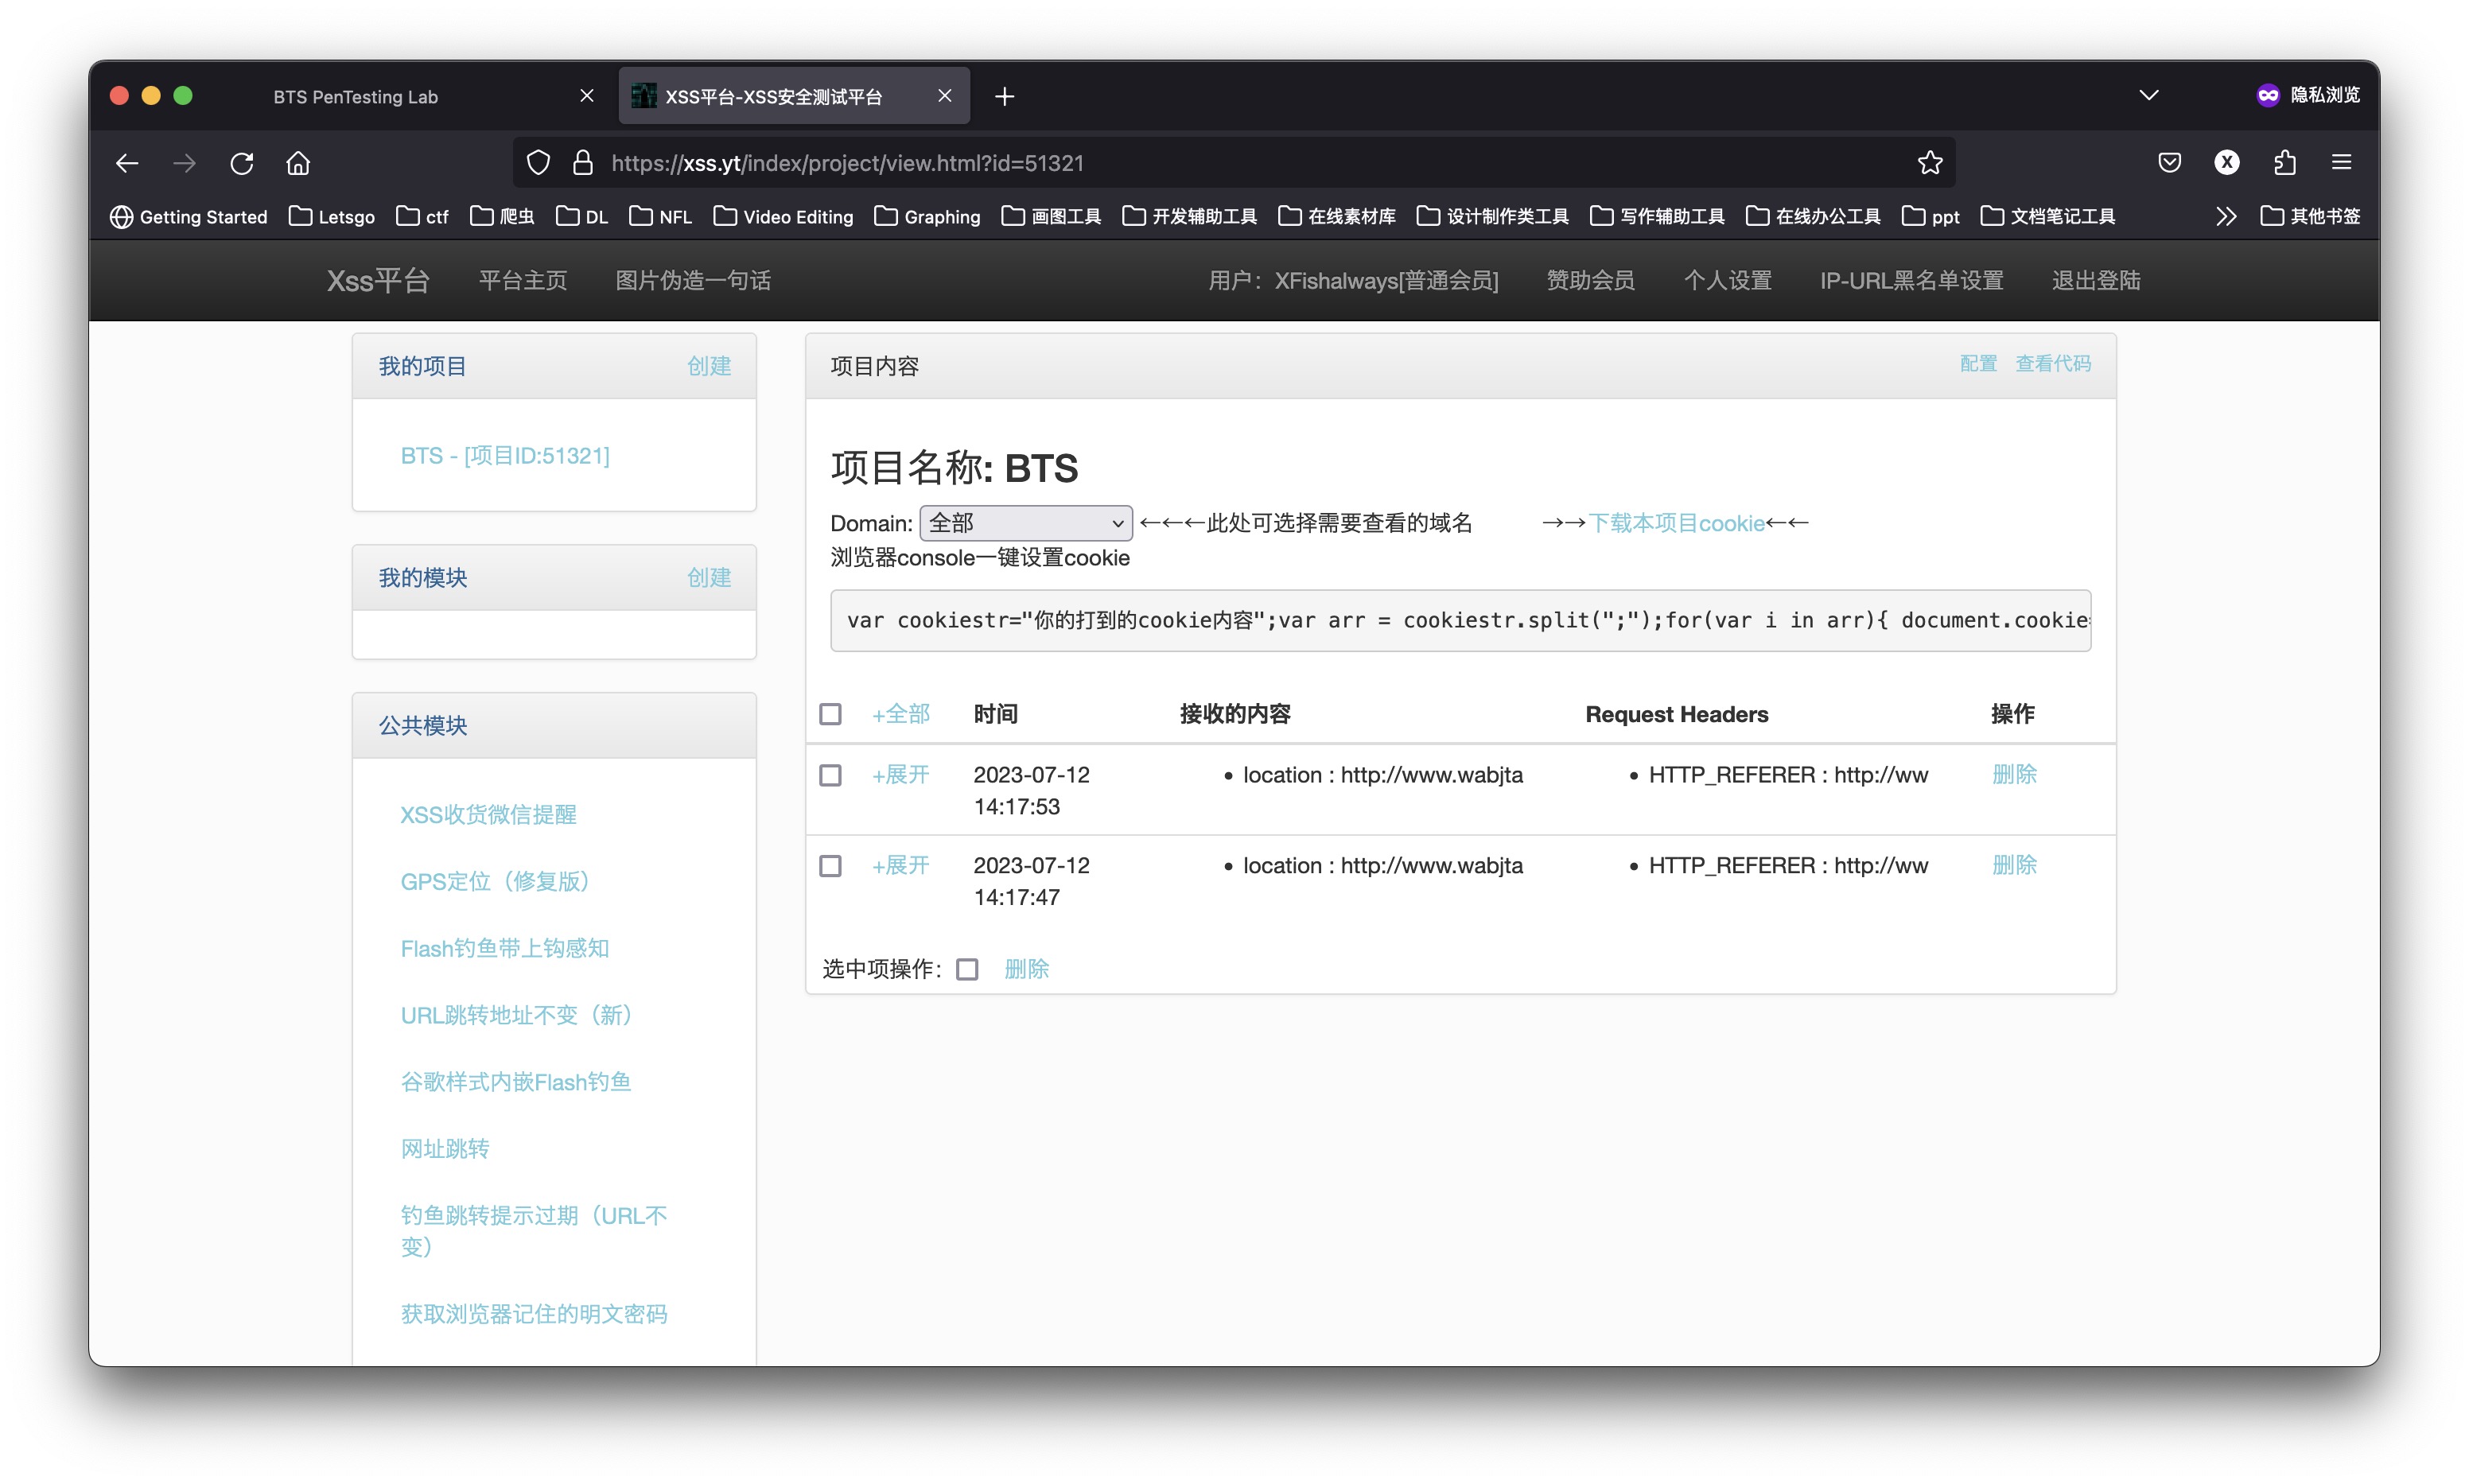 BTS PenTesting Lab
XSS平台-XSS安全测试平台
隐私浏览
https://xss.yt/index/project/view.html?id=51321
X
Getting Started Letsgo ctf 爬虫 DL NFL Video Editing Graphing 画图工具 开发辅助工具 在线素材库 设计制作类工具 写作辅助工具 在线办公工具 ppt 文档笔记工具 其他书签
Xss平台 平台主页 图片伪造一句话 用户：XFishalways[普通会员] 赞助会员 个人设置 IP-URL黑名单设置 退出登陆
我的项目 创建
BTS - [项目ID:51321]
我的模块 创建
公共模块
XSS收货微信提醒
GPS定位（修复版）
Flash钓鱼带上钩感知
URL跳转地址不变（新）
谷歌样式内嵌Flash钓鱼
网址跳转
钓鱼跳转提示过期（URL不
变）
获取浏览器记住的明文密码
项目内容 配置 查看代码
项目名称: BTS
Domain: 全部 ←←←此处可选择需要查看的域名 →→下载本项目cookie←←
浏览器console一键设置cookie
var cookiestr="你的打到的cookie内容";var arr = cookiestr.split(";");for(var i in arr){ document.cookie=
+全部 时间 接收的内容 Request Headers 操作
+展开 2023-07-12 • location : http://www.wabjta • HTTP_REFERER : http://ww 删除
14:17:53
+展开 2023-07-12 • location : http://www.wabjta • HTTP_REFERER : http://ww 删除
14:17:47
选中项操作： 删除